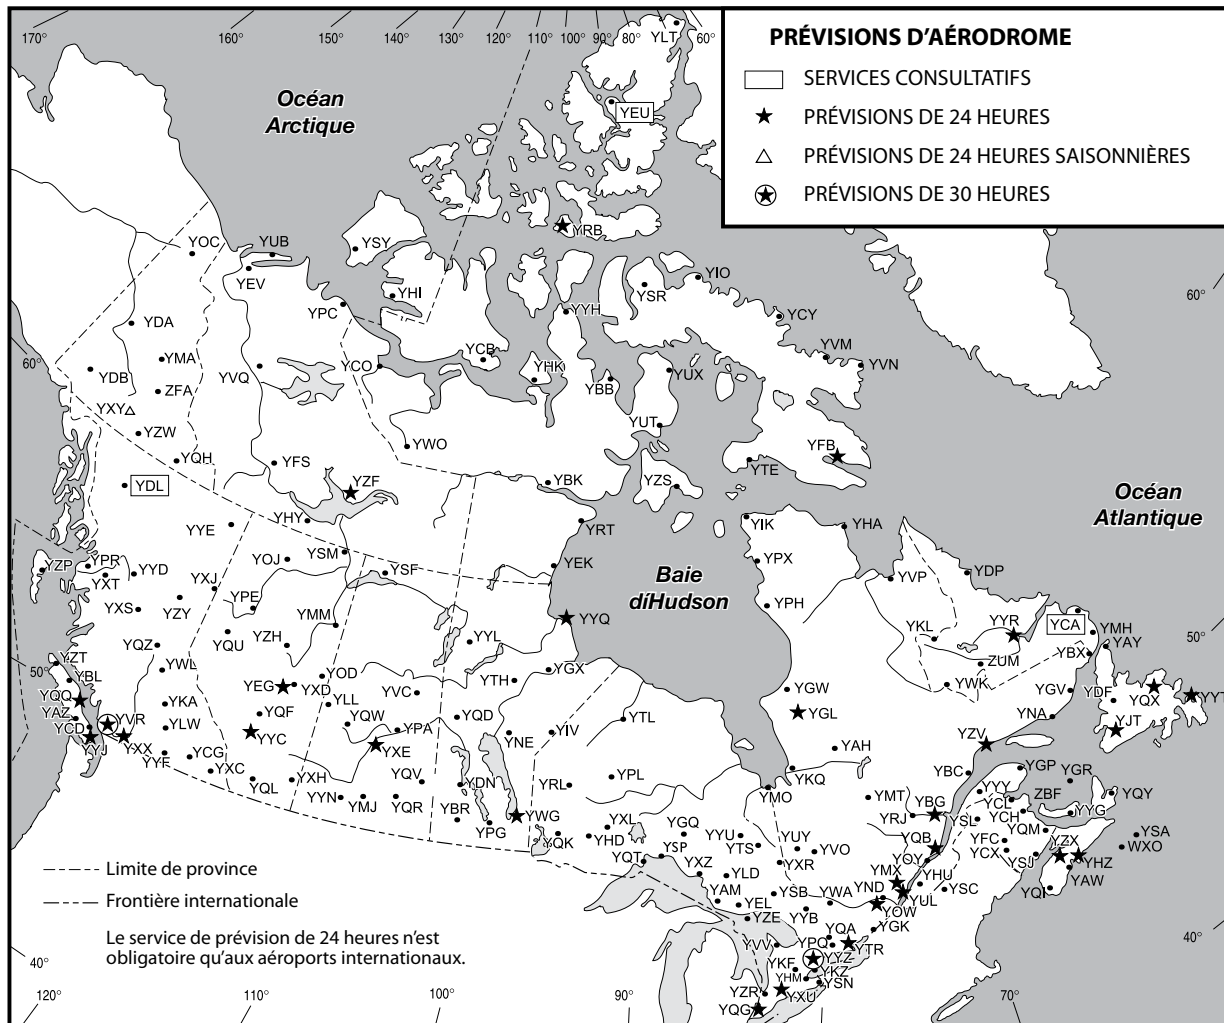 170° 160° 150° 140° 130° 120° 110° 100° 90° 80° 70° 60°
YLT
PRÉVISIONS D'AÉRODROME
SERVICES CONSULTATIFS
PRÉVISIONS DE 24 HEURES
PRÉVISIONS DE 24 HEURES SAISONNIÈRES
PRÉVISIONS DE 30 HEURES
Océan
Arctique
YEU
YRB
YOC YUB YSY
YEV YHI YIO
YPC YSR
YYH YCY
60°
YDA
YMA YCB YVM
60° YDB YVQ YCO YHK YBB YUX YVN
ZFA
YXY
YZW YWO YUT YFB
YQH YFS YTE
YDL YZF YBK YZS
Océan
Atlantique
YYE YHY YRT YIK YHA
YZP YPR YXT YYD YXJ YOJ YSM YSF YEK YPX
Baie
díHudson
YVP YDP
YXS YZY YPE YMM YYQ YPH
YQZ YQU YZH YYL YKL YYR YCA YMH YAY
50°
50° YZT YBL YWL YOD YTH YGX ZUM YBX
YQQ YKA YEG YXD YLL YVC YGW YWK YGV YDF YQX YYT
YAZ YVR YLW YQF YQW YPA YQD YTL YGL YNA YJT
YCD YYJ YXX YYF YYC YXE YNE YIV YAH YZV
YCG YXC YQL YXH YQV YDN YRL YPL YKQ YBC YGP YGR
YYN YMJ YQR YBR YPG YWG YMO YMT YYY YCL ZBF YQY
YQK YHD YXL YGQ YYU YUY YRJ YBG YSL YCH YYG
YQT YSP YTS YVO YQB YFC YQM YSA
YXZ YLD YXR YOY YCX YSJ YZX YHZ WXO
YAM YEL YSB YWA YMX YND YHU YSC YQI YAW
YZE YYB YOW YUL
YQA YGK
YVV YPQ YTR
YYZ
YKF YKZ
YHM YSN
YZR YXU
YQG
Limite de province
Frontière internationale
Le service de prévision de 24 heures n'est
obligatoire qu'aux aéroports internationaux.
40° 40°
120° 110° 100° 90° 70°